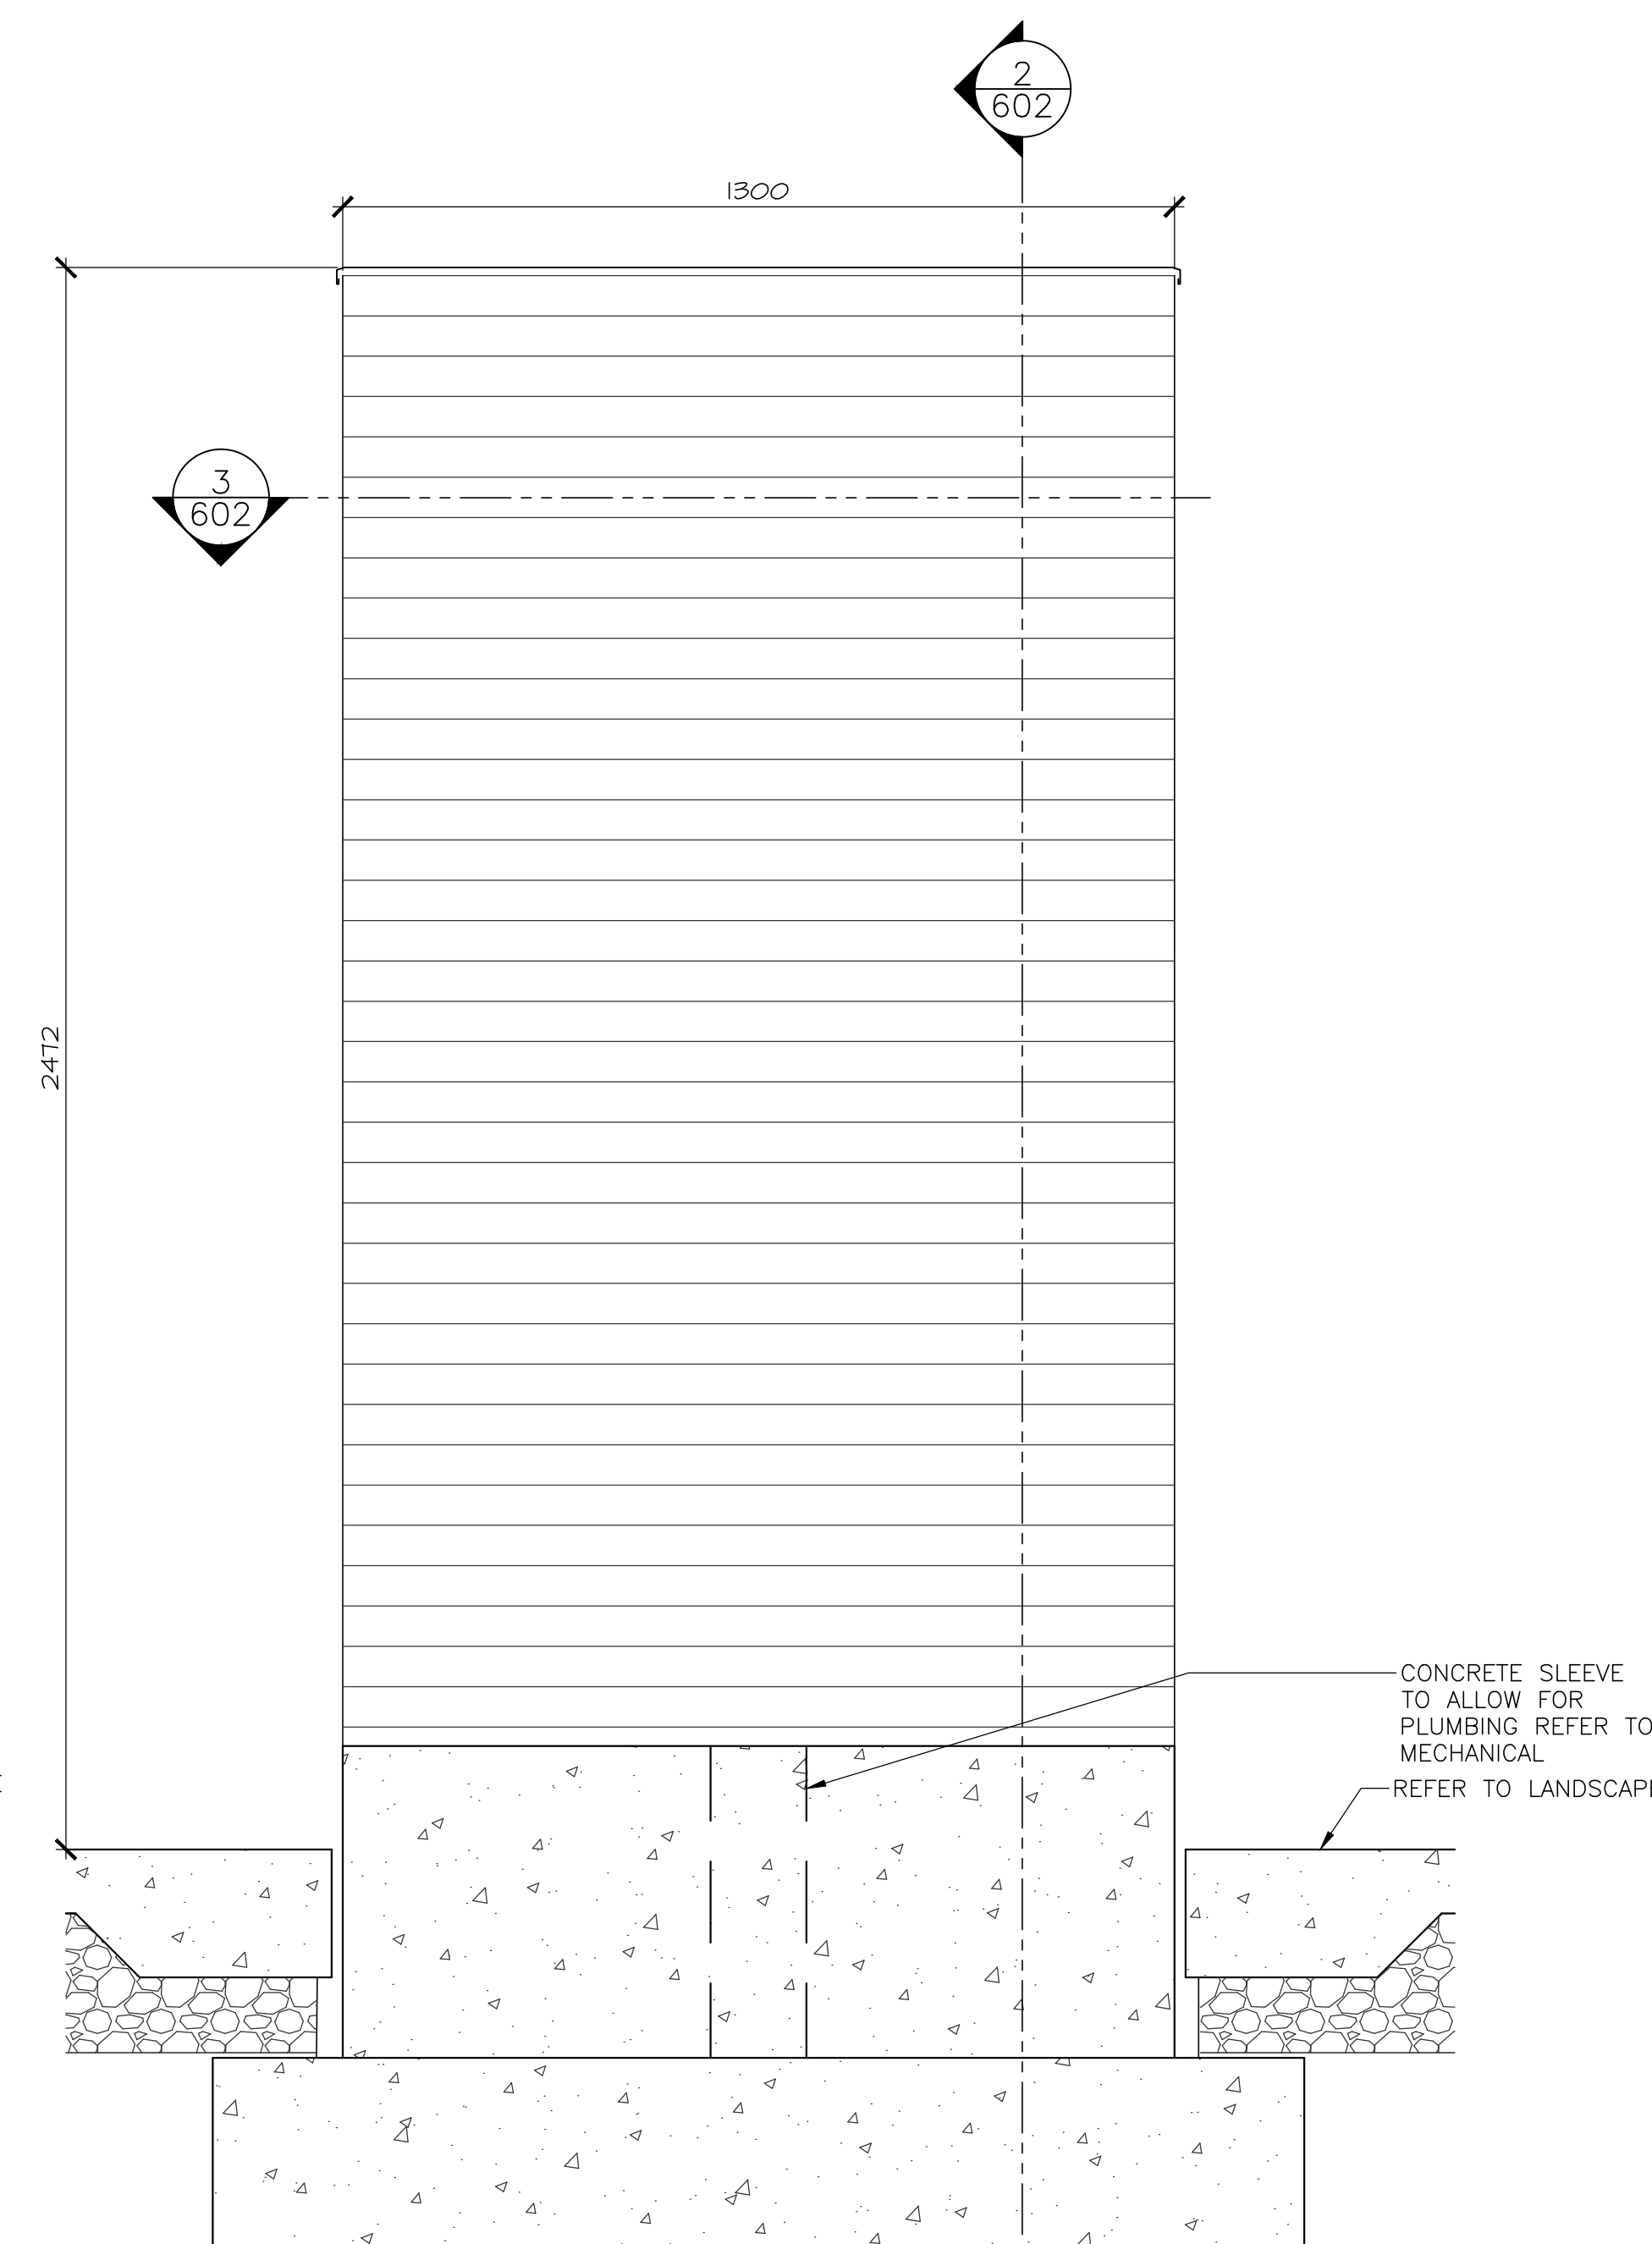 2
602
1300
3
602
2472
CONCRETE SLEEVE
TO ALLOW FOR
PLUMBING REFER TO
MECHANICAL
REFER TO LANDSCAPE